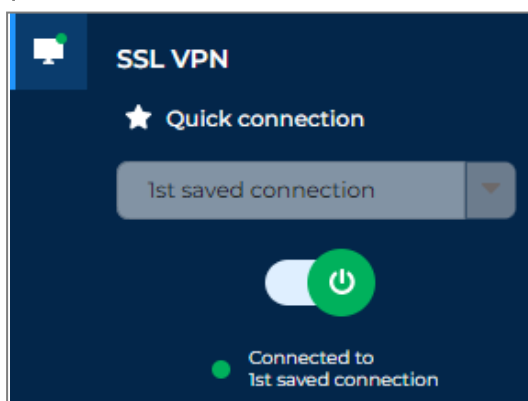 SSL VPN
Quick connection
1st saved connection
Connected to
1st saved connection